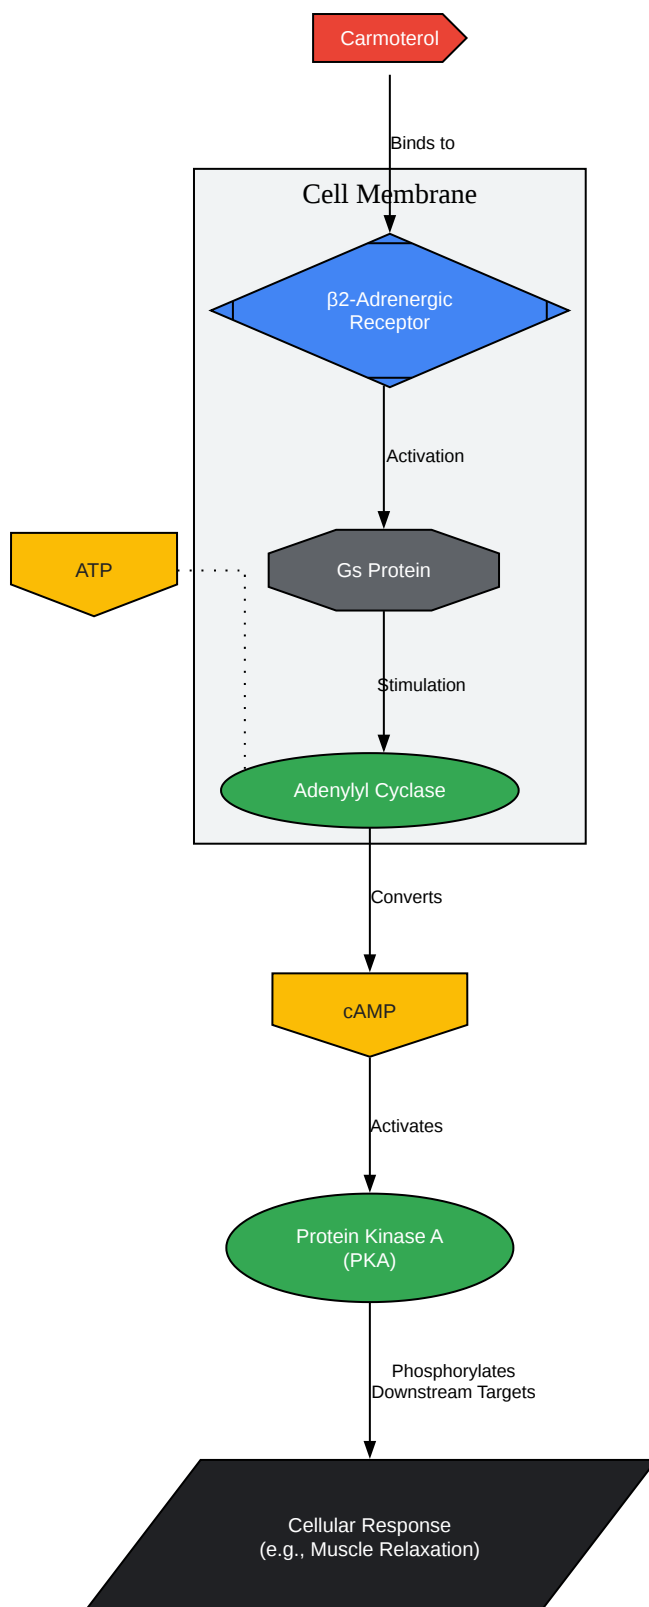 Carmoterol
Binds to
Cell Membrane
β2-Adrenergic
Receptor
Activation
ATP
Gs Protein
Stimulation
Adenylyl Cyclase
Converts
cAMP
Activates
Protein Kinase A
(PKA)
Phosphorylates
Downstream Targets
Cellular Response
(e.g., Muscle Relaxation)